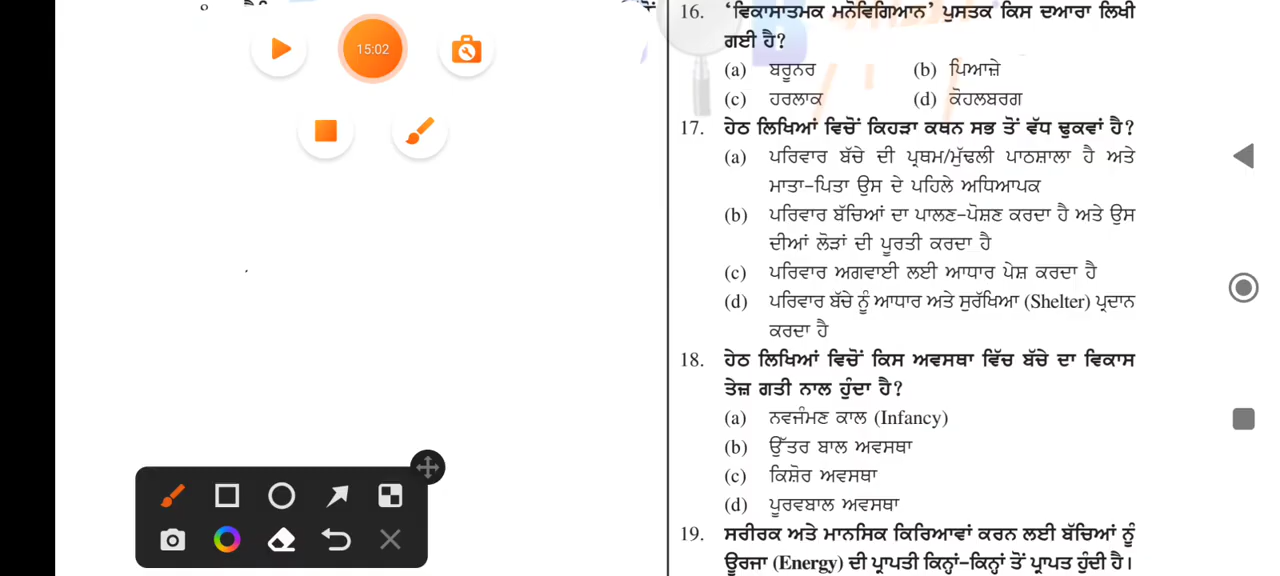 15:02
16. ‘ਵਿਕਾਸਾਤਮਕ ਮਨੋਵਿਗਿਆਨ’ ਪੁਸਤਕ ਕਿਸ ਦਆਰਾ ਲਿਖੀ
ਗਈ ਹੈ?
(a) ਬਰੂਨਰ (b) ਪਿਆਜ਼ੇ
(c) ਹਰਲਾਕ (d) ਕੋਹਲਬਰਗ
17. ਹੇਠ ਲਿਖਿਆਂ ਵਿਚੋਂ ਕਿਹੜਾ ਕਥਨ ਸਭ ਤੋਂ ਵੱਧ ਢੁਕਵਾਂ ਹੈ?
(a) ਪਰਿਵਾਰ ਬੱਚੇ ਦੀ ਪ੍ਰਥਮ/ਮੁੱਢਲੀ ਪਾਠਸ਼ਾਲਾ ਹੈ ਅਤੇ
ਮਾਤਾ-ਪਿਤਾ ਉਸ ਦੇ ਪਹਿਲੇ ਅਧਿਆਪਕ
(b) ਪਰਿਵਾਰ ਬੱਚਿਆਂ ਦਾ ਪਾਲਣ-ਪੋਸ਼ਣ ਕਰਦਾ ਹੈ ਅਤੇ ਉਸ
ਦੀਆਂ ਲੋੜਾਂ ਦੀ ਪੂਰਤੀ ਕਰਦਾ ਹੈ
(c) ਪਰਿਵਾਰ ਅਗਵਾਈ ਲਈ ਆਧਾਰ ਪੇਸ਼ ਕਰਦਾ ਹੈ
(d) ਪਰਿਵਾਰ ਬੱਚੇ ਨੂੰ ਆਧਾਰ ਅਤੇ ਸੁਰੱਖਿਆ (Shelter) ਪ੍ਰਦਾਨ
ਕਰਦਾ ਹੈ
18. ਹੇਠ ਲਿਖਿਆਂ ਵਿਚੋਂ ਕਿਸ ਅਵਸਥਾ ਵਿੱਚ ਬੱਚੇ ਦਾ ਵਿਕਾਸ
ਤੇਜ਼ ਗਤੀ ਨਾਲ ਹੁੰਦਾ ਹੈ?
(a) ਨਵਜੰਮਣ ਕਾਲ (Infancy)
(b) ਉੱਤਰ ਬਾਲ ਅਵਸਥਾ
(c) ਕਿਸ਼ੋਰ ਅਵਸਥਾ
(d) ਪੂਰਵਬਾਲ ਅਵਸਥਾ
19. ਸਰੀਰਕ ਅਤੇ ਮਾਨਸਿਕ ਕਿਰਿਆਵਾਂ ਕਰਨ ਲਈ ਬੱਚਿਆਂ ਨੂੰ
ਊਰਜਾ (Energy) ਦੀ ਪ੍ਰਾਪਤੀ ਕਿਨ੍ਹਾਂ-ਕਿਨ੍ਹਾਂ ਤੋਂ ਪ੍ਰਾਪਤ ਹੁੰਦੀ ਹੈ।